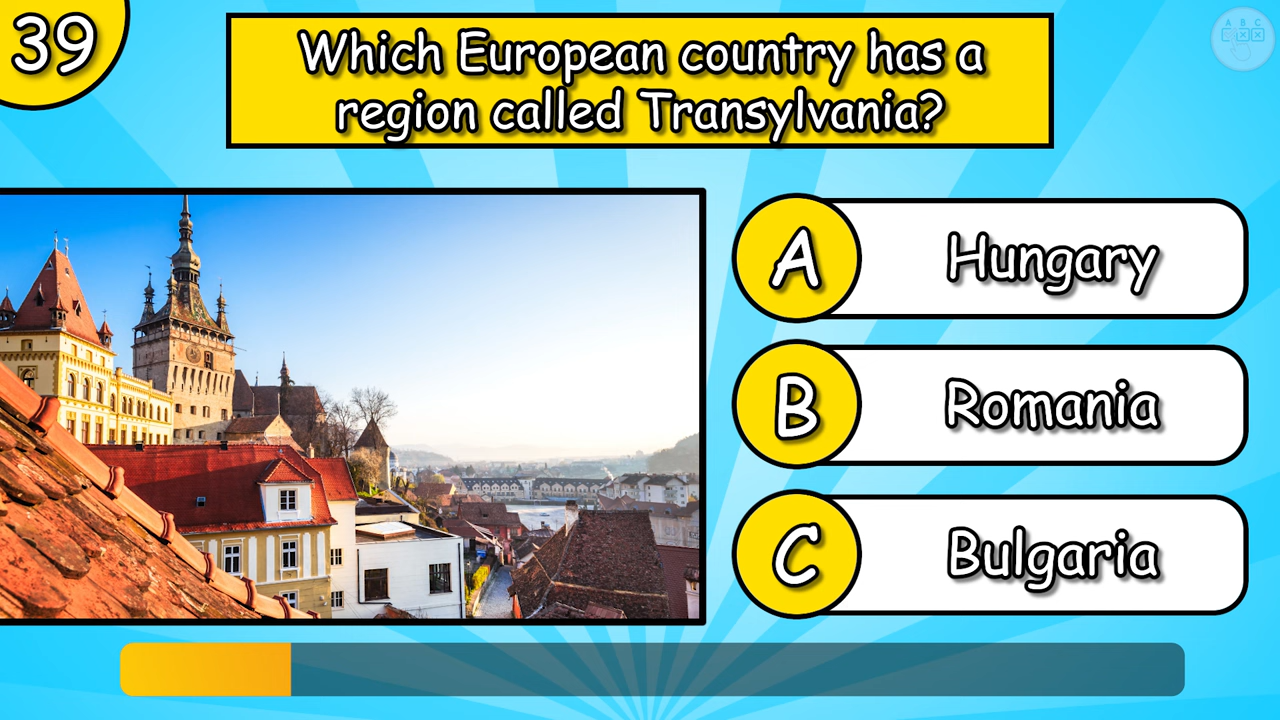 39
Which European country has a
region called Transylvania?
A B C
A
Hungary
B
Romania
C
Bulgaria